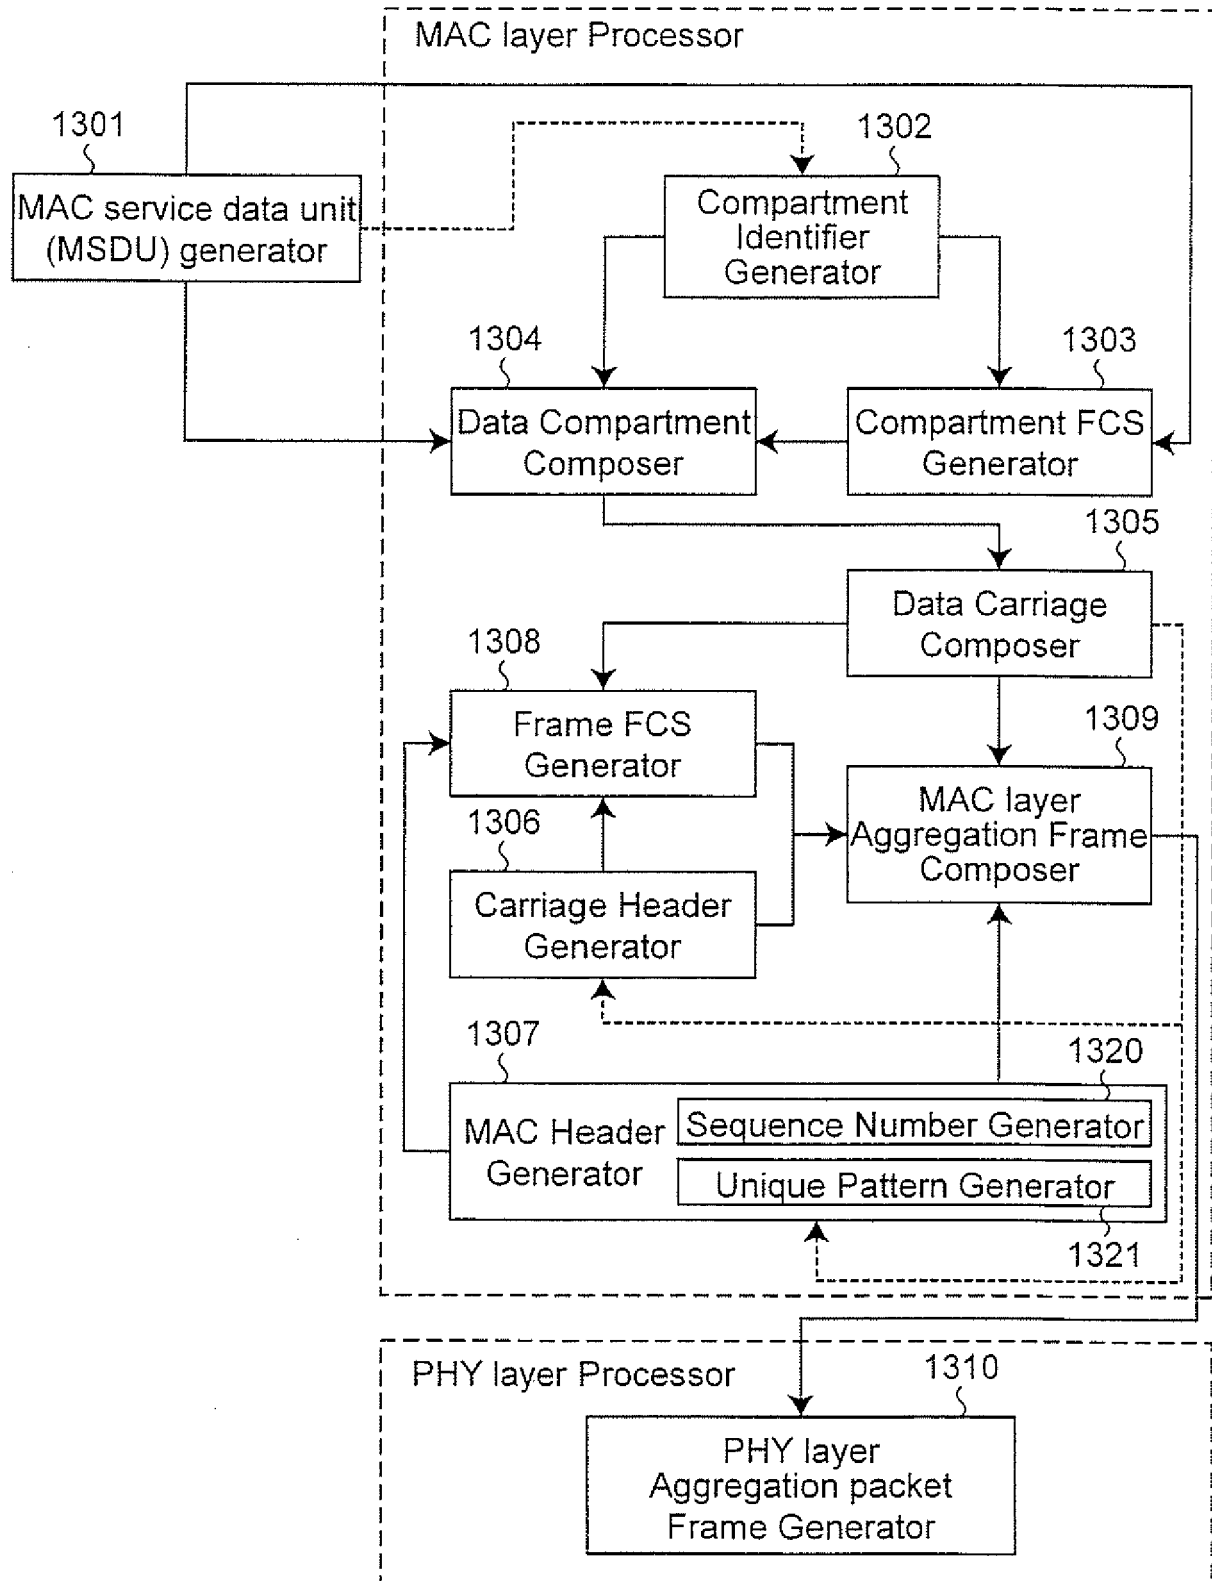 MAC layer Processor
1301
1302
MAC service data unit
(MSDU) generator
Compartment
Identifier
Generator
1304
1303
Data Compartment
Composer
Compartment FCS
Generator
1305
Data Carriage
Composer
1308
Frame FCS
Generator
1309
MAC layer
Aggregation Frame
Composer
1306
Carriage Header
Generator
1307
1320
MAC Header
Generator
Sequence Number Generator
Unique Pattern Generator
1321
PHY layer Processor
1310
PHY layer
Aggregation packet
Frame Generator